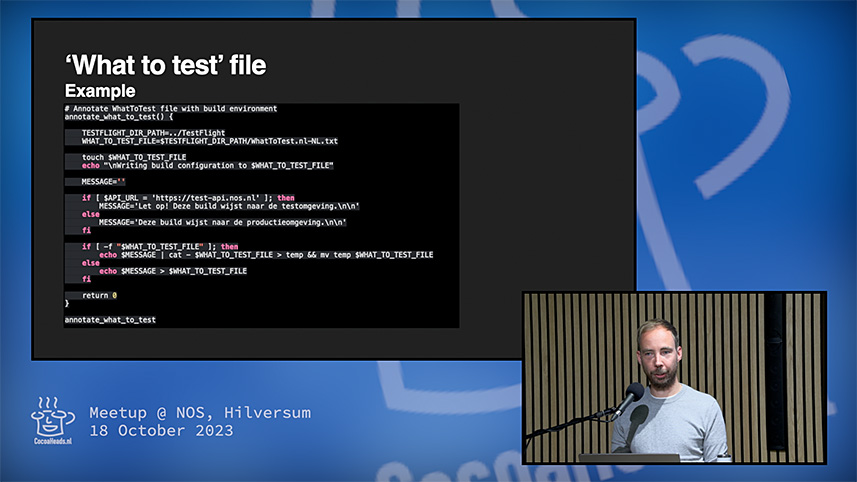 ‘What to test’ file
Example
# Annotate WhatToTest file with build environment
annotate_what_to_test() {
TESTFLIGHT_DIR_PATH=../TestFlight
WHAT_TO_TEST_FILE=$TESTFLIGHT_DIR_PATH/WhatToTest.nl-NL.txt
touch $WHAT_TO_TEST_FILE
echo "\nWriting build configuration to $WHAT_TO_TEST_FILE"
MESSAGE=''
if [ $API_URL = 'https://test-api.nos.nl' ]; then
MESSAGE='Let op! Deze build wijst naar de testomgeving.\n\n'
else
MESSAGE='Deze build wijst naar de productieomgeving.\n\n'
fi
if [ -f "$WHAT_TO_TEST_FILE" ]; then
echo $MESSAGE | cat - $WHAT_TO_TEST_FILE > temp && mv temp $WHAT_TO_TEST_FILE
else
echo $MESSAGE > $WHAT_TO_TEST_FILE
fi
return 0
}
annotate_what_to_test
Meetup @ NOS, Hilversum
18 October 2023
CocoaHeads.nl